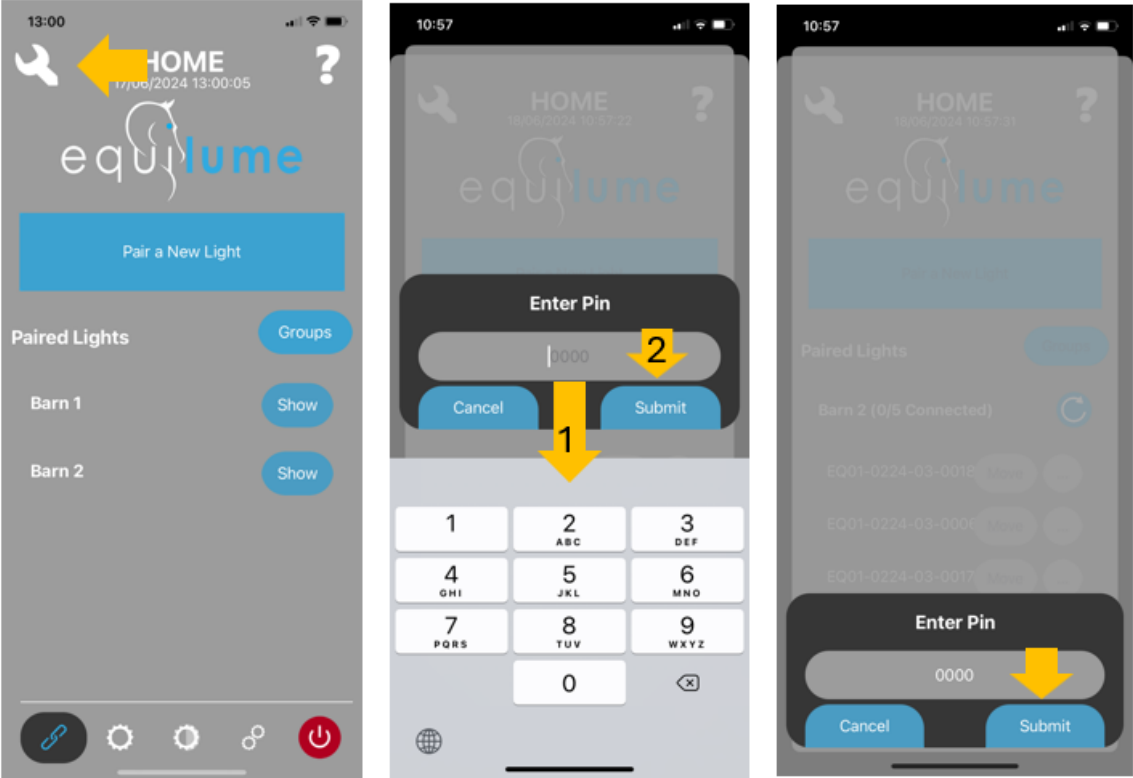 13:00
HOME
17/06/2024 13:00:05
equilume
Pair a New Light
Paired Lights
Groups
Barn 1
Show
Barn 2
Show
10:57
HOME
18/06/2024 10:57:22
equilume
Enter Pin
0000
2
Cancel
Submit
1
1
2
ABC
3
DEF
4
GHI
5
JKL
6
MNO
7
PQRS
8
TUV
9
WXYZ
0
10:57
HOME
18/06/2024 10:57:31
equilume
Pair a New Light
Paired Lights
Groups
Barn 2 (0/5 Connected)
EQ01-0224-03-0018
Move
...
EQ01-0224-03-0006
Move
...
EQ01-0224-03-0017
Move
...
Enter Pin
0000
Cancel
Submit